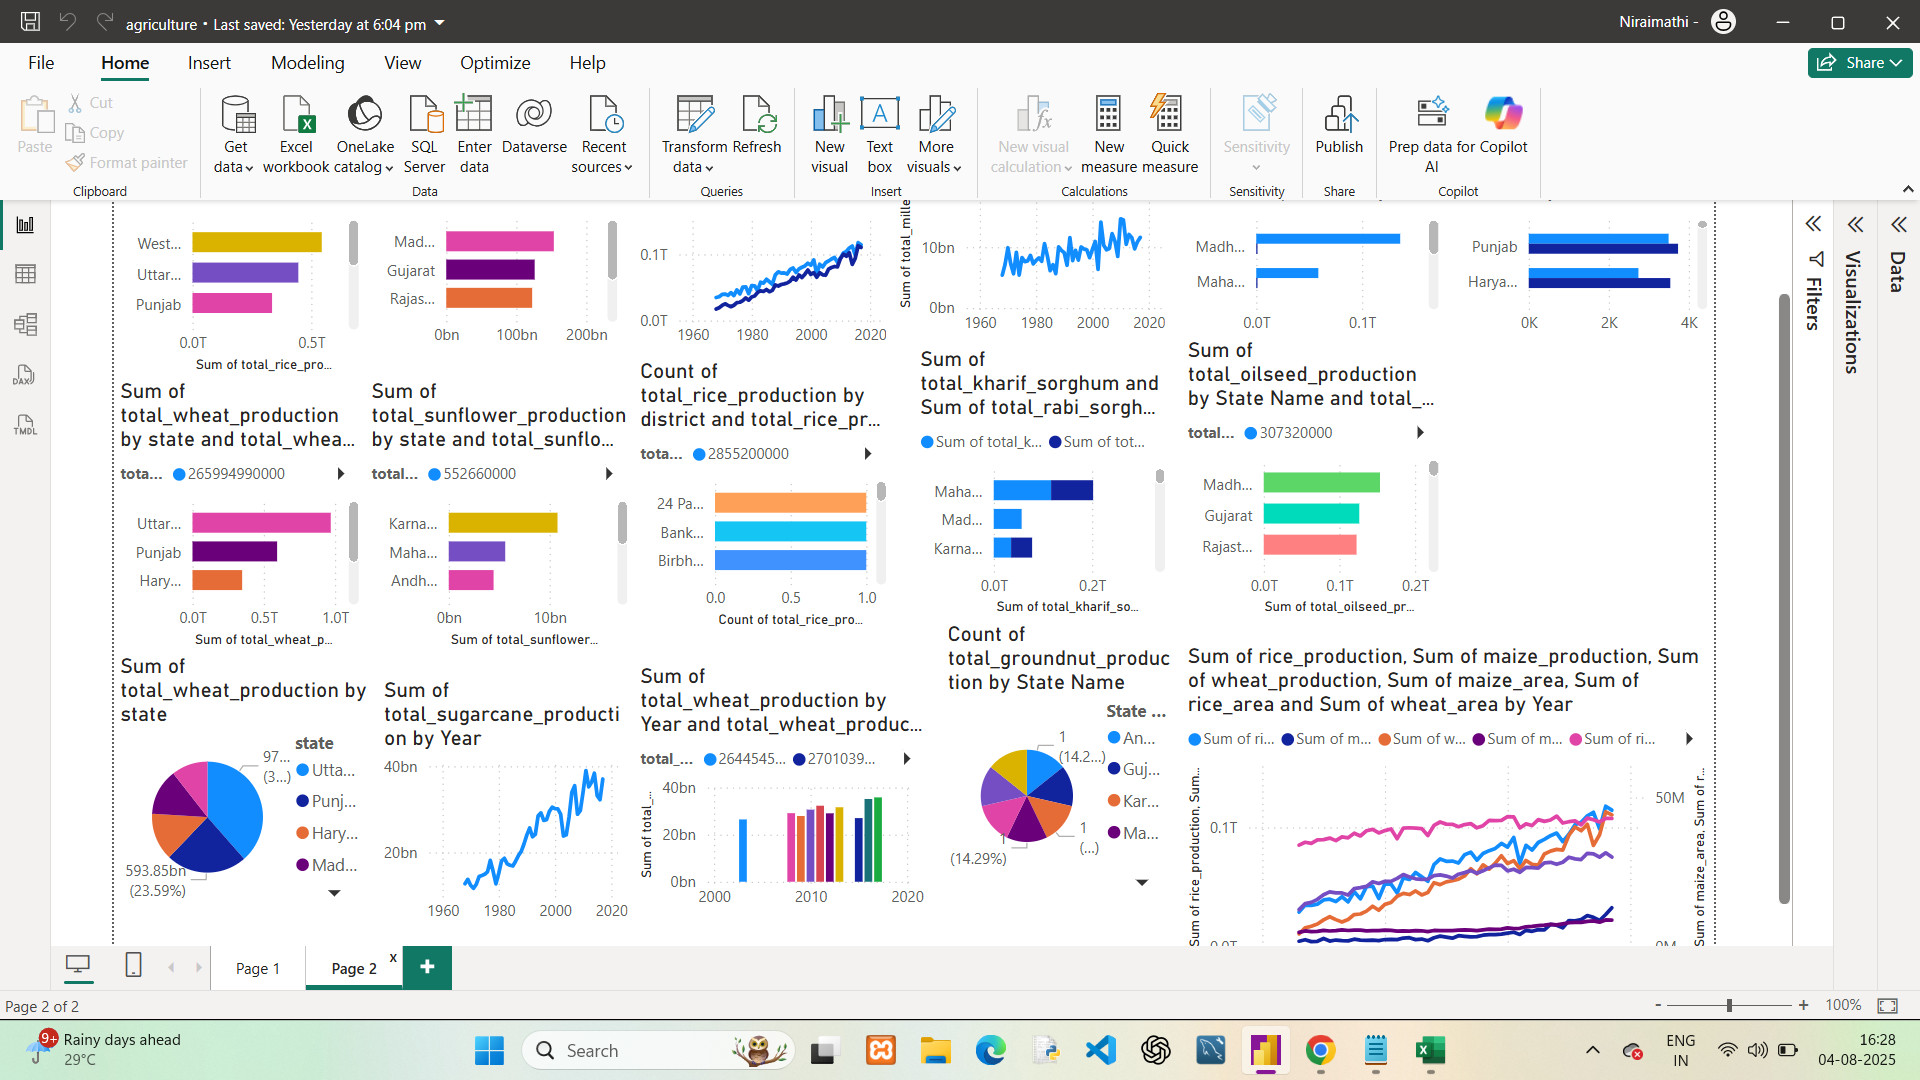 agriculture • Last saved: Yesterday at 6:04 pm
Niraimathi -
File
Home
Insert
Modeling
View
Optimize
Help
Share
Paste
Cut
Copy
Format painter
Clipboard
Get data
Excel workbook
OneLake catalog
SQL Server
Enter data
Dataverse
Recent sources
Data
Transform data
Refresh
Queries
New visual
Text box
More visuals
Insert
New visual calculation
New measure
Quick measure
Calculations
Sensitivity
Sensitivity
Publish
Share
Prep data for AI
Copilot
Copilot
DAX
TMDL
West...
Uttar...
Punjab
0.0T 0.5T
Sum of total_rice_pro...
Mad...
Gujarat
Rajas...
0bn 100bn 200bn
0.1T
0.0T
1960 1980 2000 2020
Sum of total_mille
10bn
0bn
1960 1980 2000 2020
Madh...
Maha...
0.0T 0.1T
Punjab
Harya...
0K 2K 4K
Filters
Visualizations
Data
Sum of
total_wheat_production
by state and total_whea...
tota... 265994990000
Uttar...
Punjab
Hary...
0.0T 0.5T 1.0T
Sum of total_wheat_p...
Sum of
total_sunflower_production
by state and total_sunflo...
total... 552660000
Karna...
Maha...
Andh...
0bn 10bn
Sum of total_sunflower...
Count of
total_rice_production by
district and total_rice_pr...
tota... 2855200000
24 Pa...
Bank...
Birbh...
0.0 0.5 1.0
Count of total_rice_pro...
Sum of
total_kharif_sorghum and
Sum of total_rabi_sorgh...
Sum of total_k... Sum of tot...
Maha...
Mad...
Karna...
0.0T 0.2T
Sum of total_kharif_so...
Sum of
total_oilseed_production
by State Name and total_...
total... 307320000
Madh...
Gujarat
Rajast...
0.0T 0.1T 0.2T
Sum of total_oilseed_pr...
Sum of
total_wheat_production by
state
97...
(3...)
593.85bn
(23.59%)
state
Utta...
Punj...
Hary...
Mad...
Sum of
total_sugarcane_producti
on by Year
40bn
20bn
1960 1980 2000 2020
Sum of
total_wheat_production by
Year and total_wheat_produc...
total_... 2644545... 2701039...
Sum of total_...
40bn
20bn
0bn
2000 2010 2020
Count of
total_groundnut_produc
tion by State Name
State ...
An...
Guj...
Kar...
Ma...
1
(14.2...)
1
(...)
1
(14.29%)
Sum of rice_production, Sum of maize_production, Sum
of wheat_production, Sum of maize_area, Sum of
rice_area and Sum of wheat_area by Year
Sum of ri... Sum of m... Sum of w... Sum of m... Sum of ri...
Sum of rice_production, Sum...
0.1T
0.0T
50M
0M
Sum of maize_area, Sum of r...
Page 1
Page 2
x
+
Page 2 of 2
- + 100%
9+
Rainy days ahead
29°C
Search
ENG
IN
16:28
04-08-2025